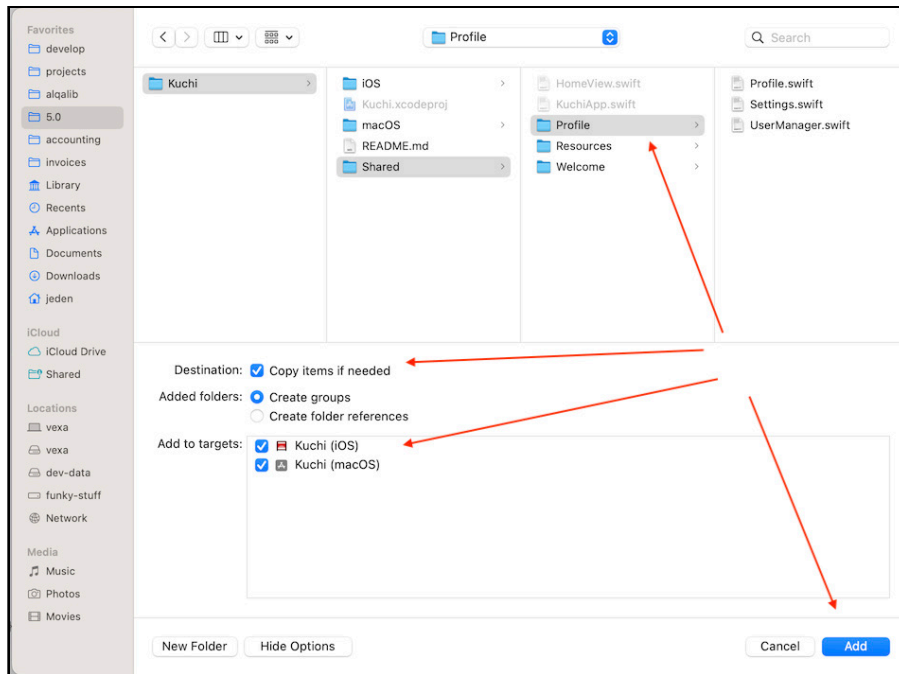 Favorites
develop
projects
alqalib
5.0
accounting
invoices
Library
Recents
Applications
Documents
Downloads
jeden
iCloud
iCloud Drive
Shared
Locations
vexa
vexa
dev-data
funky-stuff
Network
Media
Music
Photos
Movies
Profile
Search
Kuchi
iOS
Kuchi.xcodeproj
macOS
README.md
Shared
HomeView.swift
KuchiApp.swift
Profile
Resources
Welcome
Profile.swift
Settings.swift
UserManager.swift
Destination: Copy items if needed
Added folders: Create groups
Create folder references
Add to targets: Kuchi (iOS)
Kuchi (macOS)
New Folder Hide Options Cancel Add